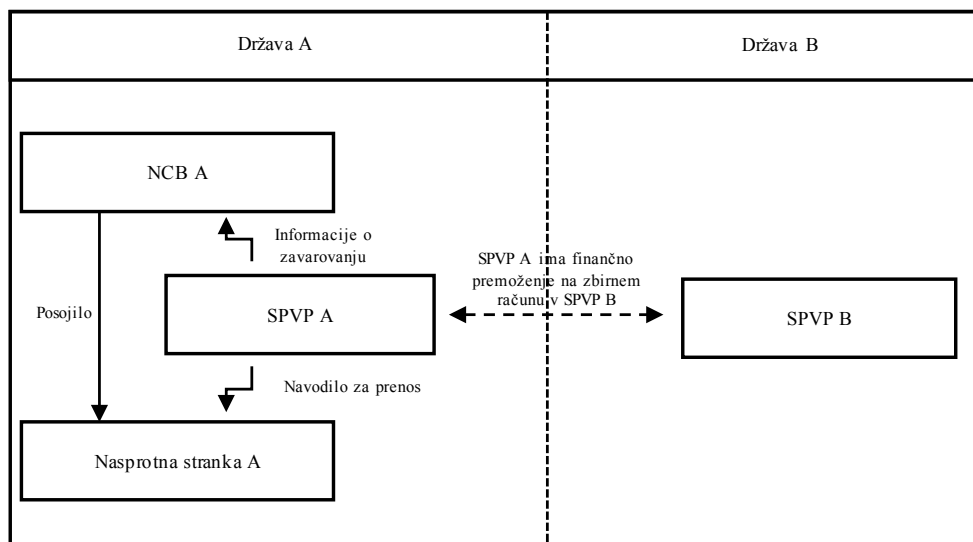 Država A
Država B
NCB A
Informacije o
zavarovanju
SPVP A ima finančno
premoženje na zbirnem
računu v SPVP B
Posojilo
SPVP A
SPVP B
Navodilo za prenos
Nasprotna stranka A